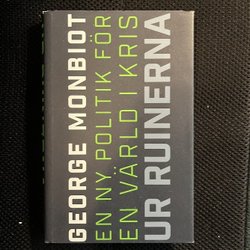 GEORGE MONBIOT
EN NY POLITIK FÖR
EN VÄRLD I KRIS
UR RUINERNA